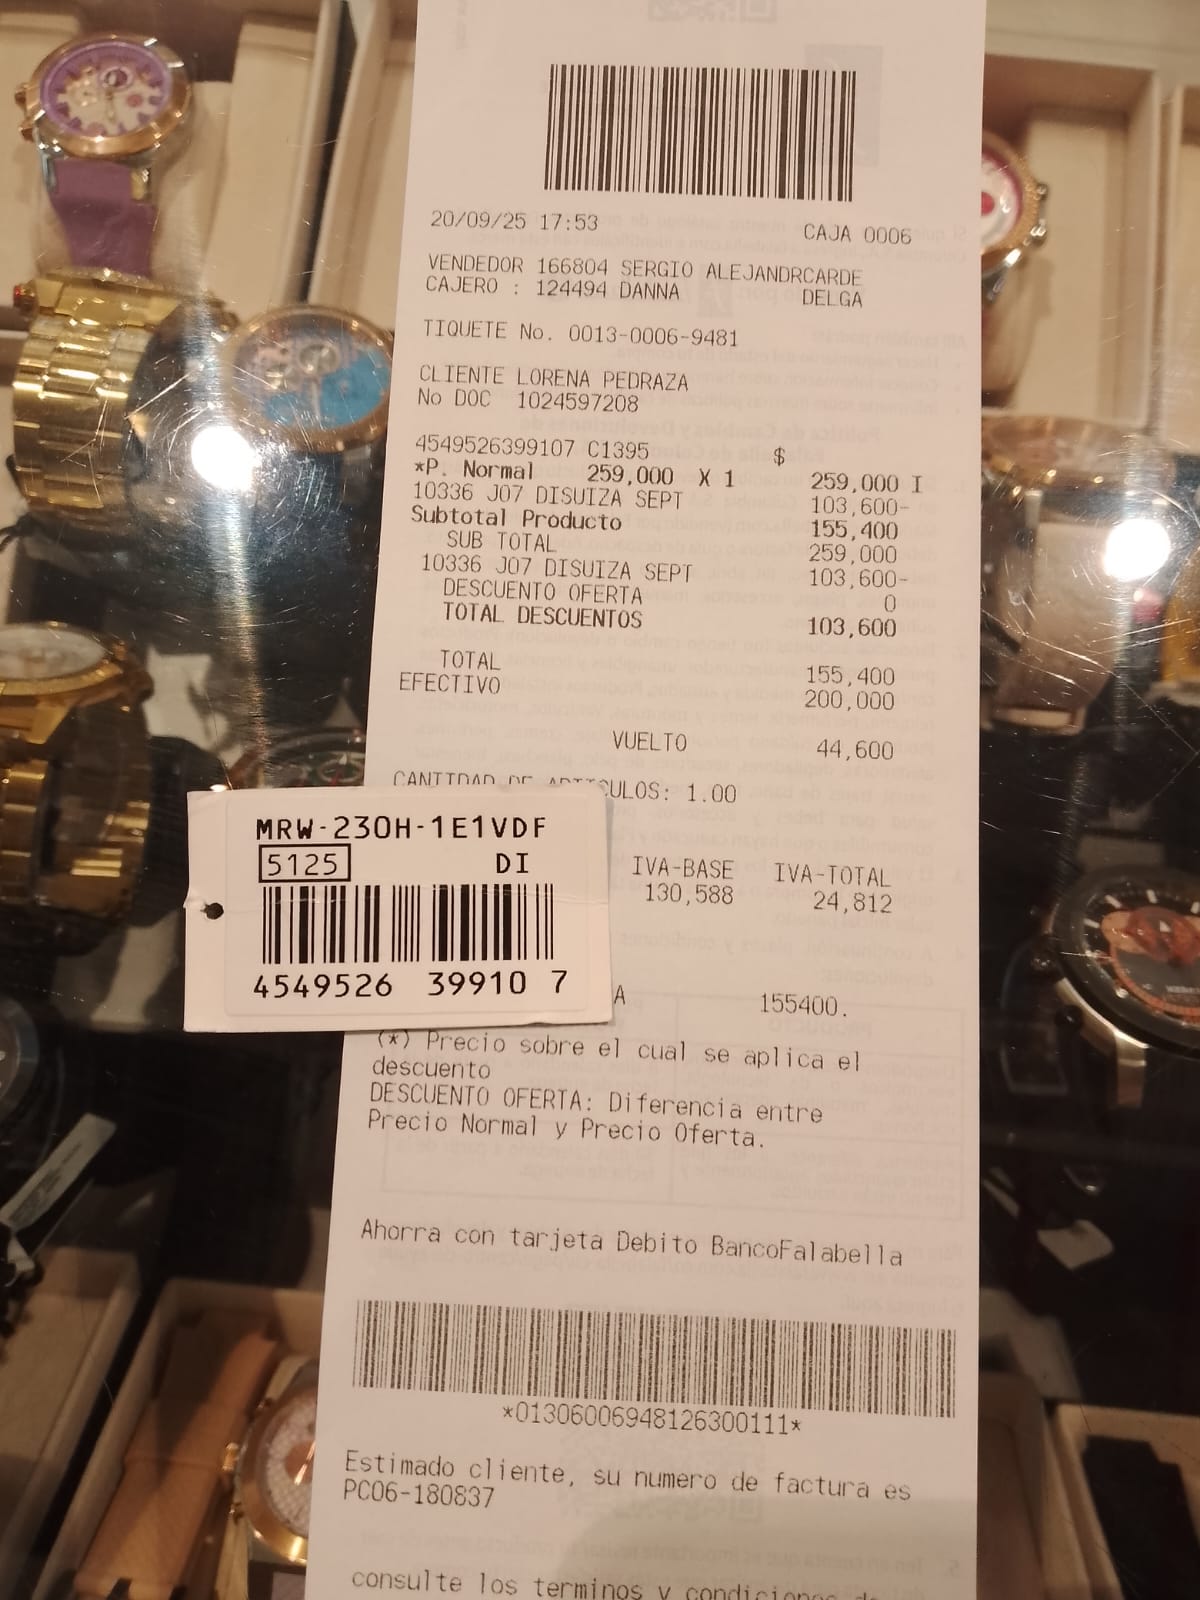 20/09/25 17:53 CAJA 0006
VENDEDOR 166804 SERGIO ALEJANDRCARDE
CAJERO : 124494 DANNA DELGA
TIQUETE No. 0013-0006-9481
CLIENTE LORENA PEDRAZA
No DOC 1024597208
4549526399107 C1395 $
*P. Normal 259,000 X 1 259,000 I
10336 J07 DISUIZA SEPT 103,600-
Subtotal Producto 155,400
SUB TOTAL 259,000
10336 J07 DISUIZA SEPT 103,600-
DESCUENTO OFERTA 0
TOTAL DESCUENTOS 103,600
TOTAL 155,400
EFECTIVO 200,000
VUELTO 44,600
CANTIDAD DE ARTICULOS: 1.00
MRW-230H-1E1VDF
5125 DI
4549526 39910 7
IVA-BASE IVA-TOTAL
130,588 24,812
A 155400.
(*) Precio sobre el cual se aplica el
descuento
DESCUENTO OFERTA: Diferencia entre
Precio Normal y Precio Oferta.
Ahorra con tarjeta Debito BancoFalabella
*01306006948126300111*
Estimado cliente, su numero de factura es
PC06-180837
consulte los terminos y condiciones de